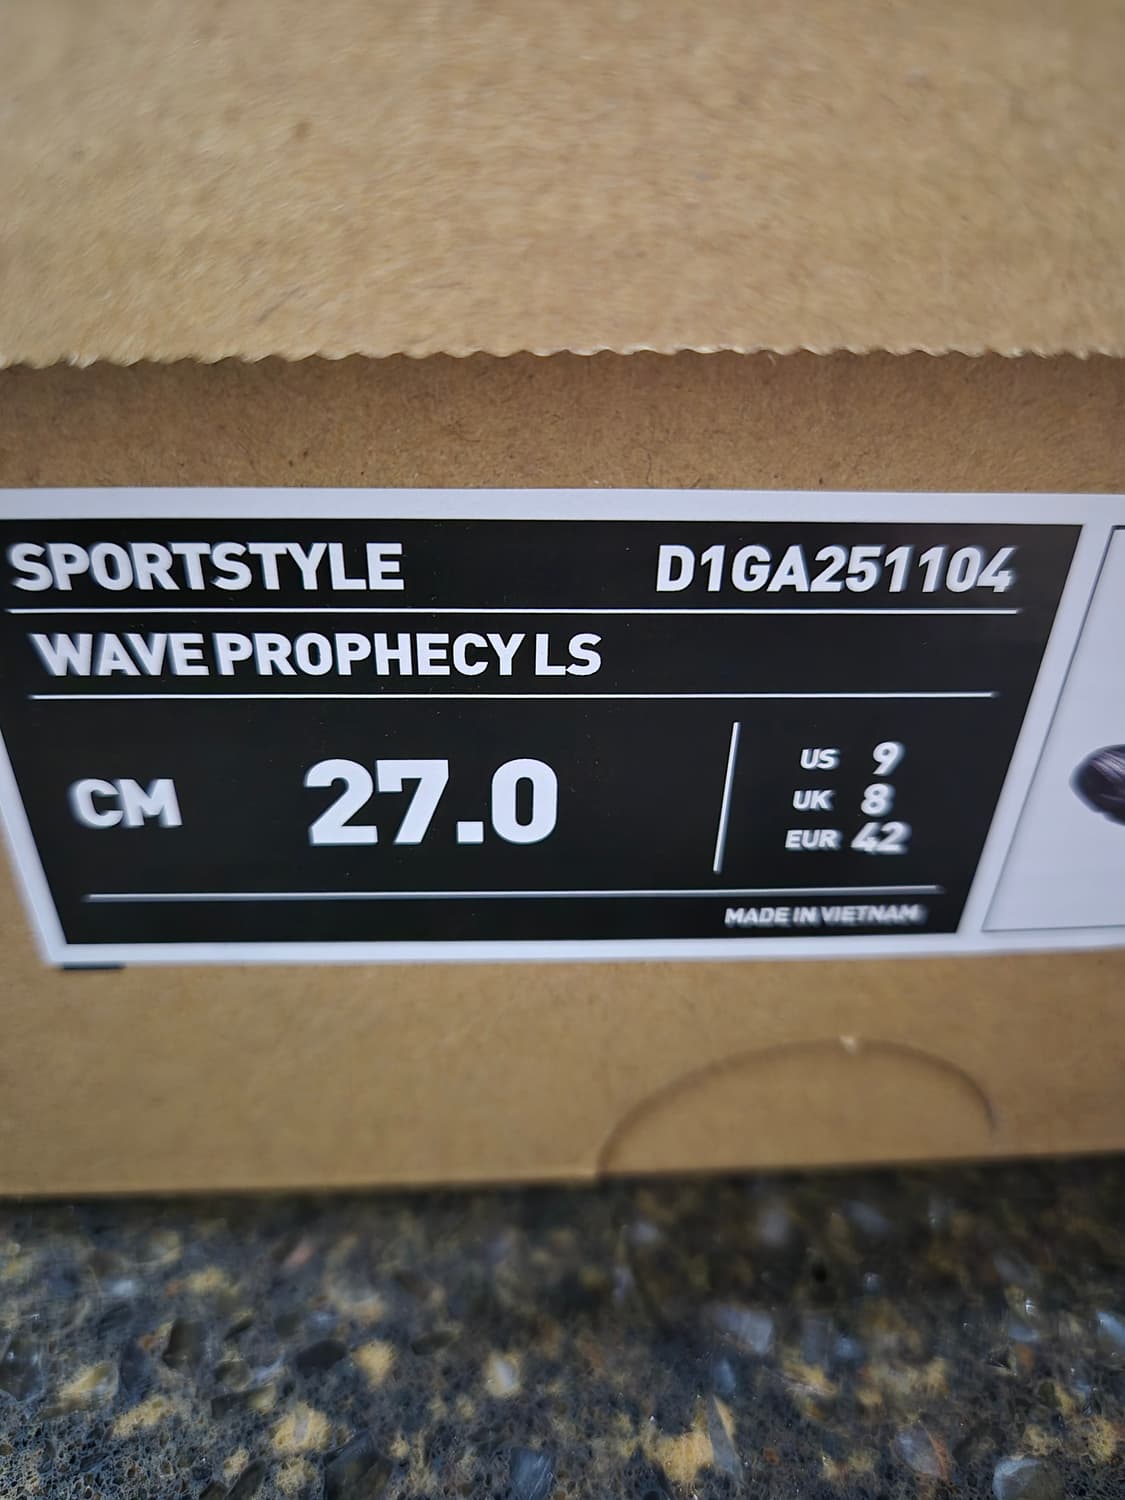 SPORTSTYLE D1GA251104
WAVE PROPHECY LS
CM 27.0
US 9
UK 8
EUR 42
MADE IN VIETNAM